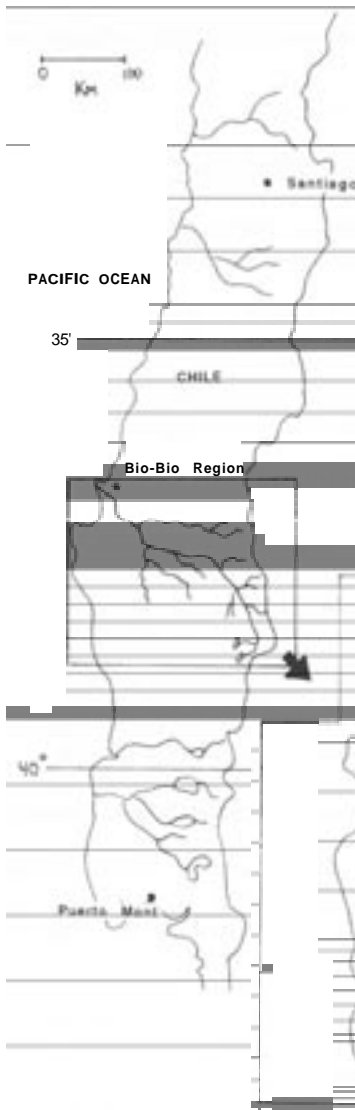 0 100
Km
Santiago
PACIFIC OCEAN
35'
CHILE
Bio-Bio Region
40°
Puerto Mont